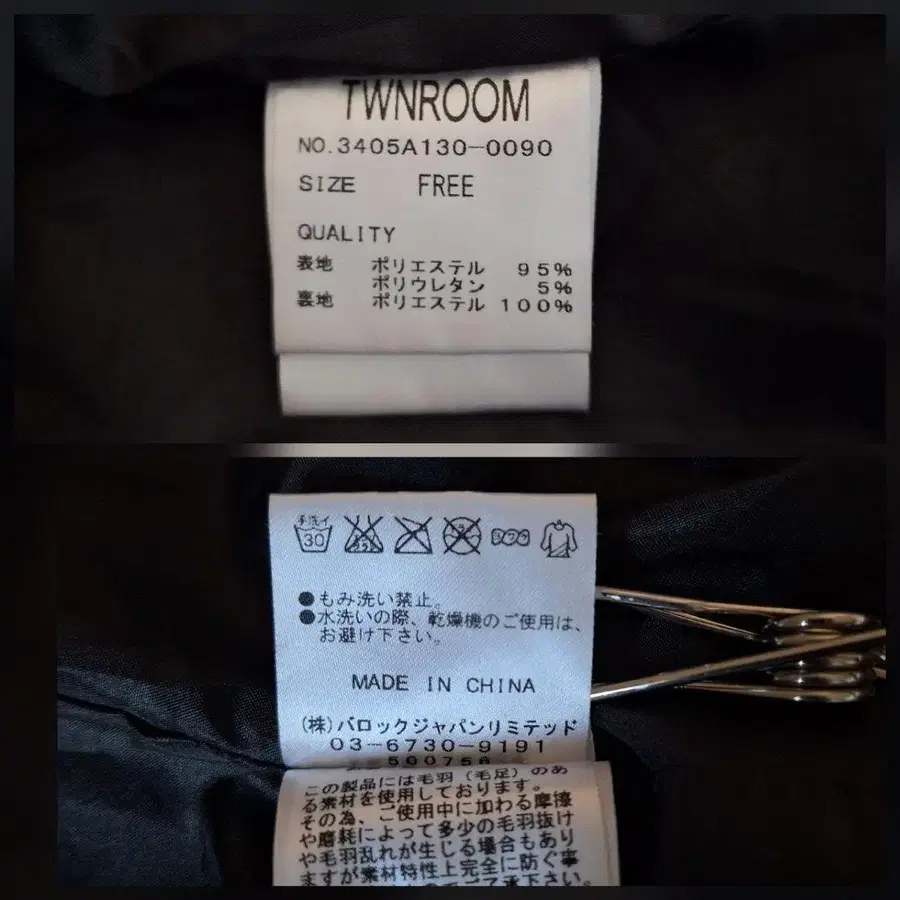 TWNROOM
NO.3405A130-0090
SIZE FREE
QUALITY
表地 ポリエステル 95%
ポリウレタン 5%
裏地 ポリエステル 100%
手洗イ
30
●もみ洗い禁止。
●水洗いの際、乾燥機のご使用は、
お避け下さい。
MADE IN CHINA
(株)バロックジャパンリミテッド
03-6730-9191
590756
この製品には毛羽(毛足)のあ
る素材を使用しております。
その為、ご使用中に加わる摩擦
や磨耗によって多少の毛羽抜け
や毛羽乱れが生じる場合もあり
ますが素材特性上完全に防ぐ事